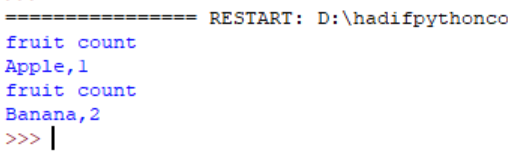 ================ RESTART: D:\hadifpythonco
fruit count
Apple,1
fruit count
Banana,2
>>>